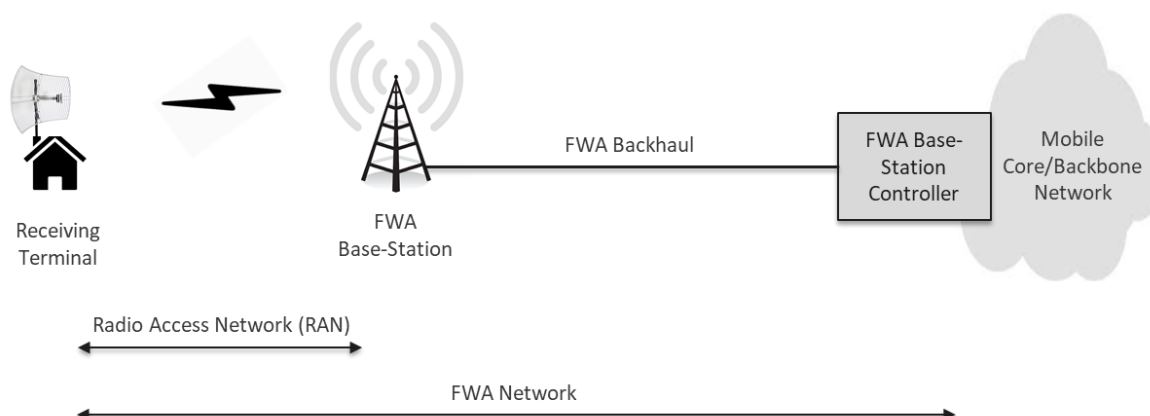 Receiving
Terminal
FWA
Base-Station
FWA Backhaul
FWA Base-
Station
Controller
Mobile
Core/Backbone
Network
Radio Access Network (RAN)
FWA Network